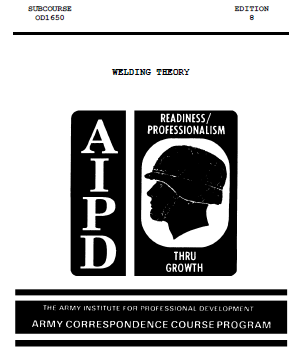 SUBCOURSE EDITION
OD1650 8
WELDING THEORY
AIPD
READINESS/
PROFESSIONALISM
THRU
GROWTH
THE ARMY INSTITUTE FOR PROFESSIONAL DEVELOPMENT
ARMY CORRESPONDENCE COURSE PROGRAM